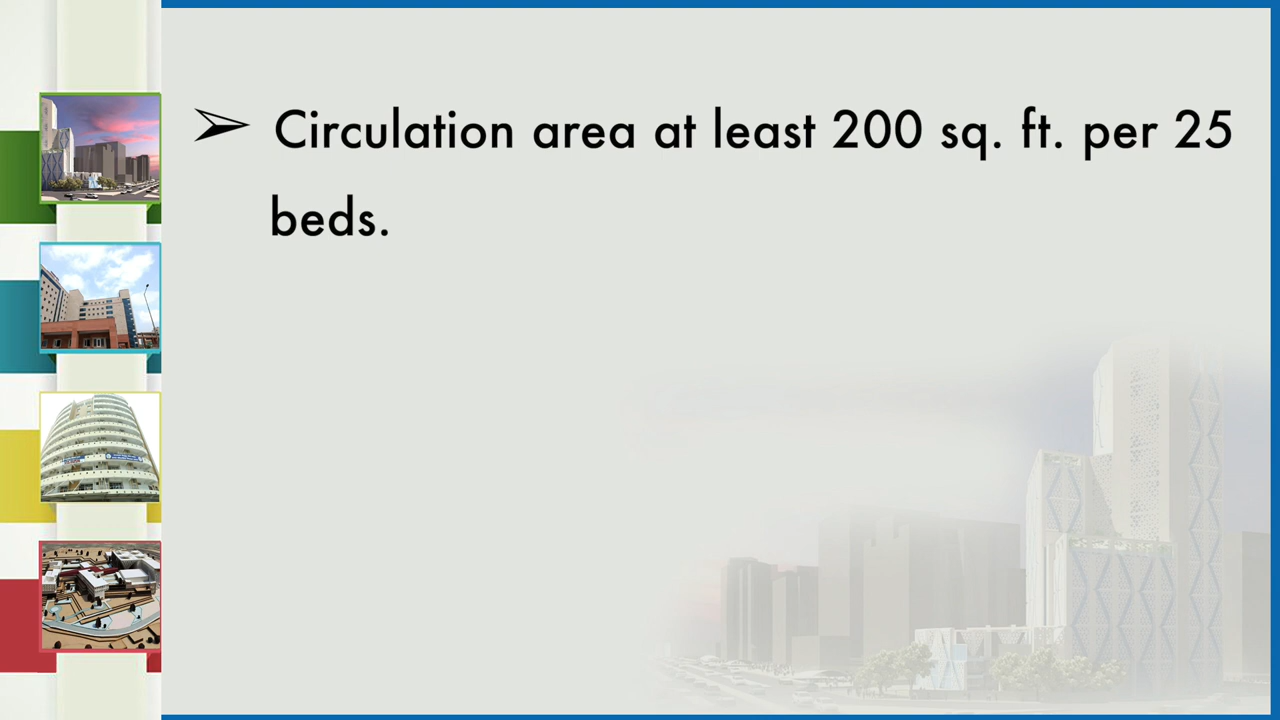 ➢ Circulation area at least 200 sq. ft. per 25
beds.